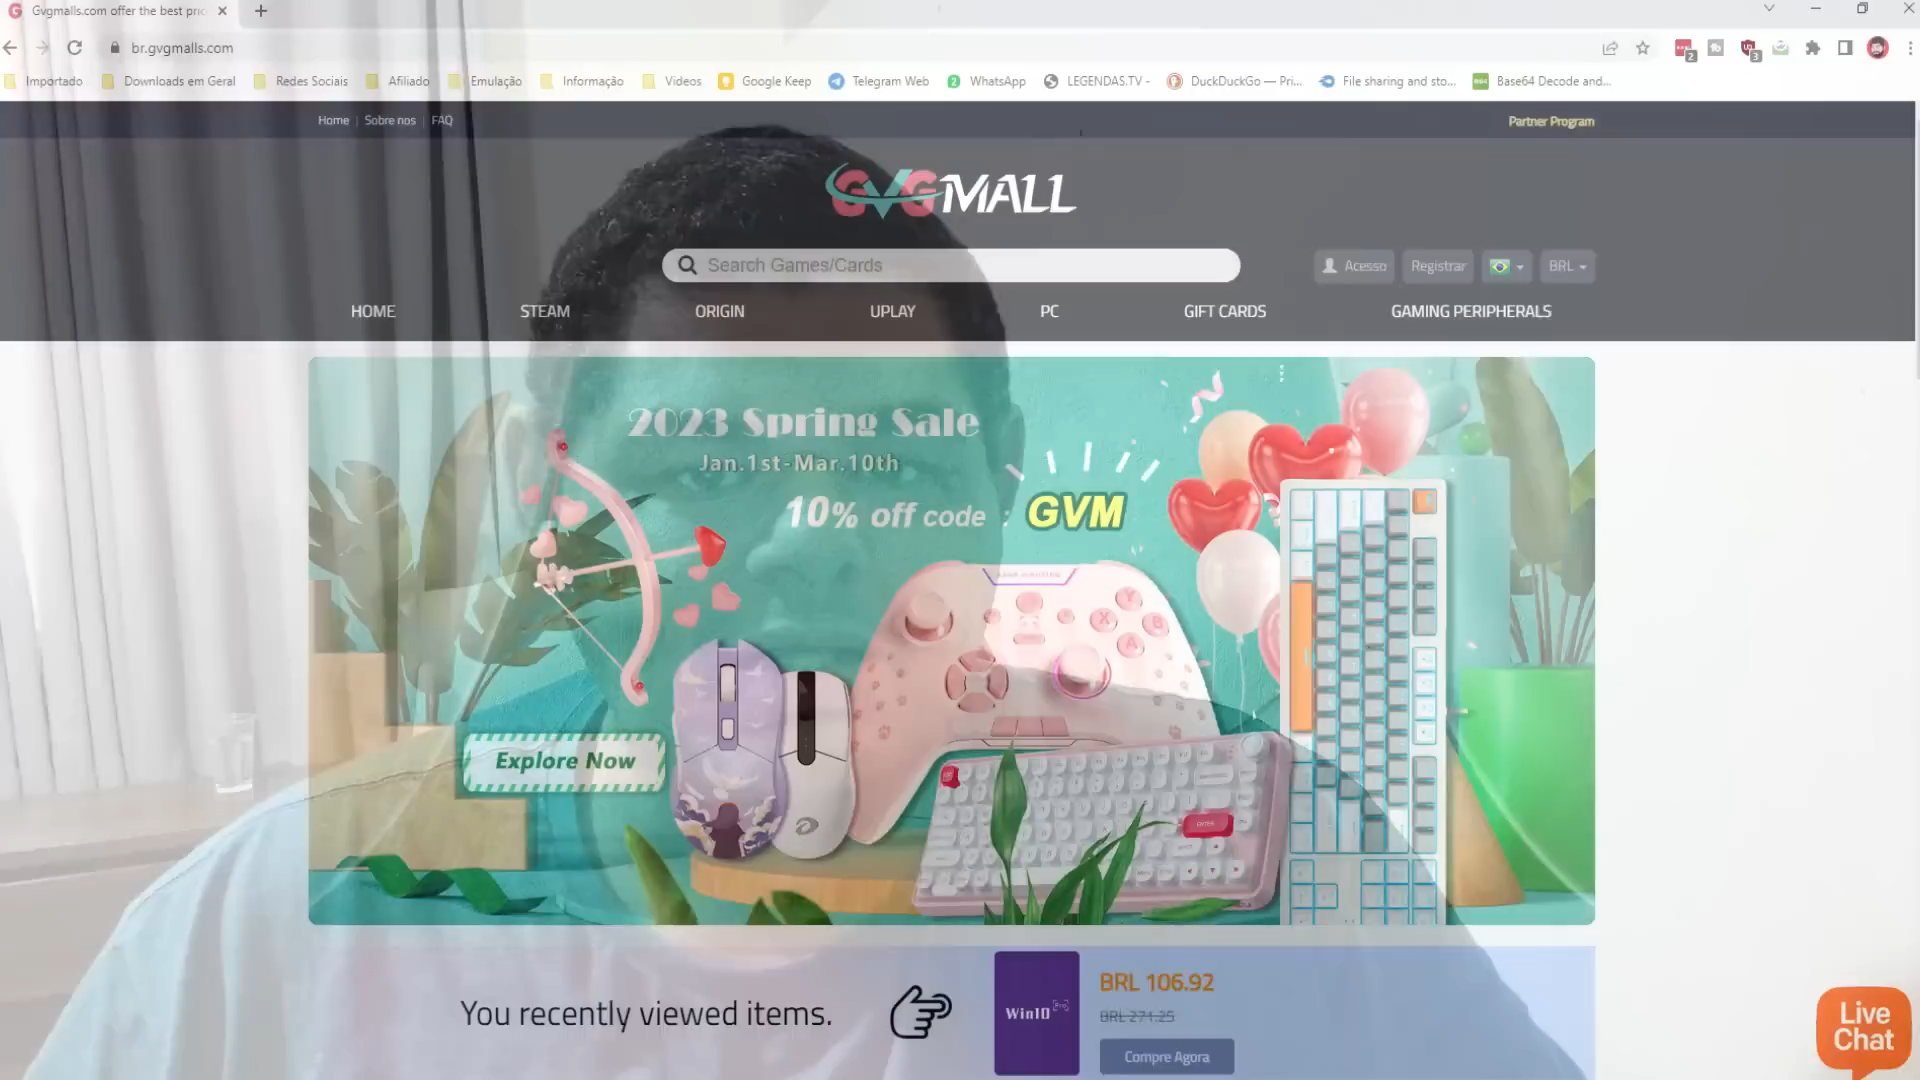 Gvgmalls.com offer the best pric
br.gvgmalls.com
Importado
Downloads em Geral
Redes Sociais
Afiliado
Emulação
Informação
Videos
Google Keep
Telegram Web
WhatsApp
LEGENDAS.TV -
DuckDuckGo — Pri...
File sharing and sto...
Base64 Decode and...
Home | Sobre nos | FAQ
Partner Program
GVGMALL
Search Games/Cards
Acesso
Registrar
BRL
HOME
STEAM
ORIGIN
UPLAY
PC
GIFT CARDS
GAMING PERIPHERALS
2023 Spring Sale
Jan.1st-Mar.10th
10% off code : GVM
Y
X
B
A
Explore Now
ENTER
You recently viewed items.
Win10 Pro
BRL 106.92
BRL 271.25
Compre Agora
Live
Chat